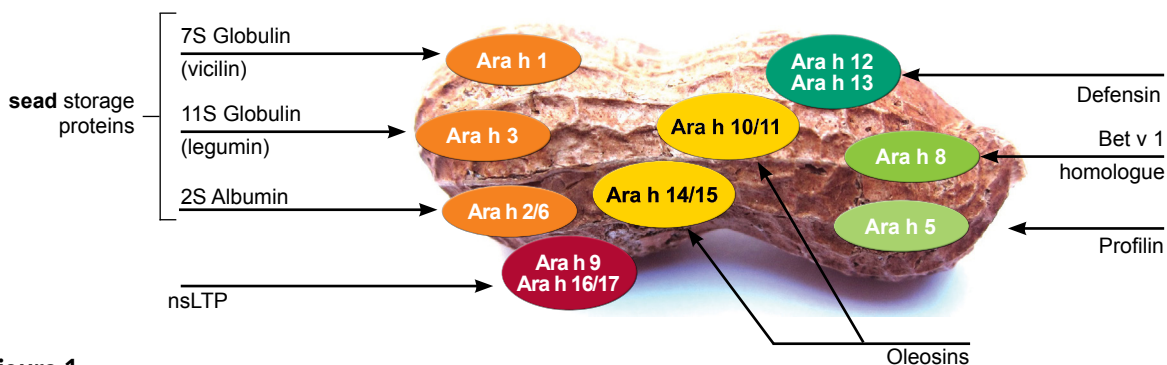 7S Globulin
(vicilin)
sead storage
proteins
11S Globulin
(legumin)
2S Albumin
nsLTP
Ara h 1
Ara h 3
Ara h 2/6
Ara h 9
Ara h 16/17
Ara h 10/11
Ara h 14/15
Ara h 12
Ara h 13
Ara h 8
Ara h 5
Defensin
Bet v 1
homologue
Profilin
Oleosins